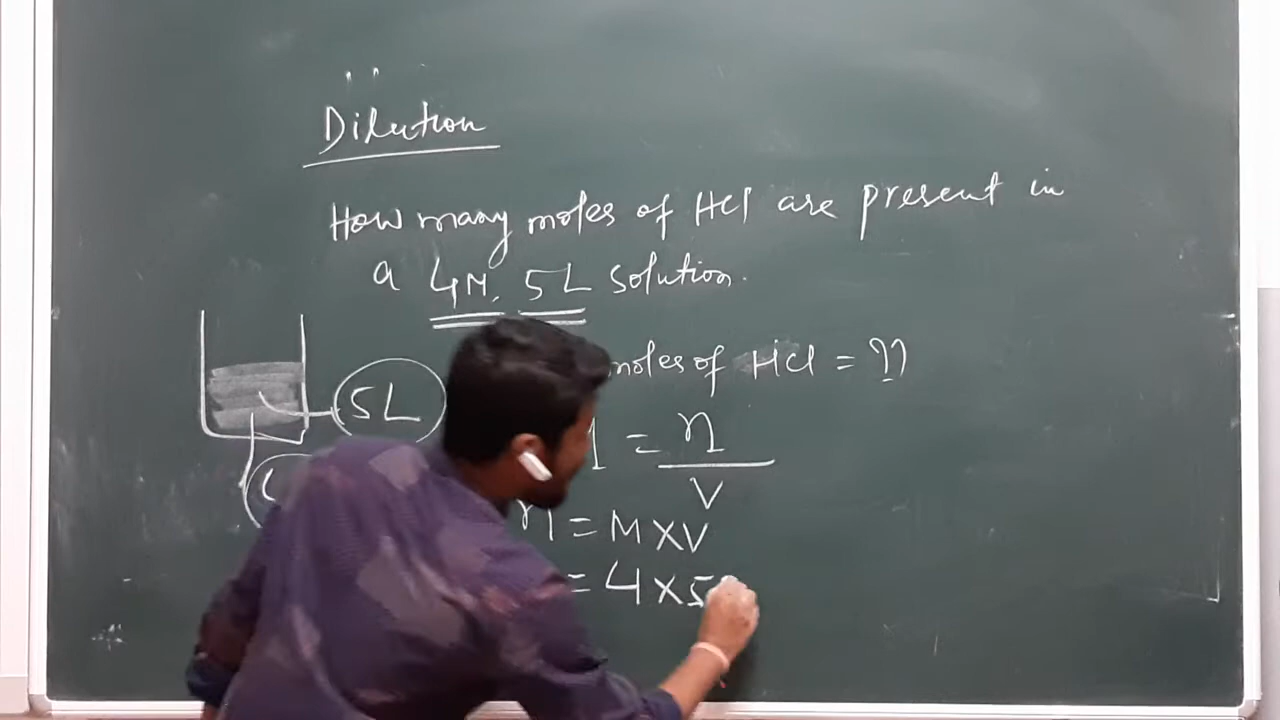 Dilution
How many moles of HCl are present in
a 4M, 5L solution.
moles of HCl = ??
5L
= n
V
n = M X V
= 4 X 5